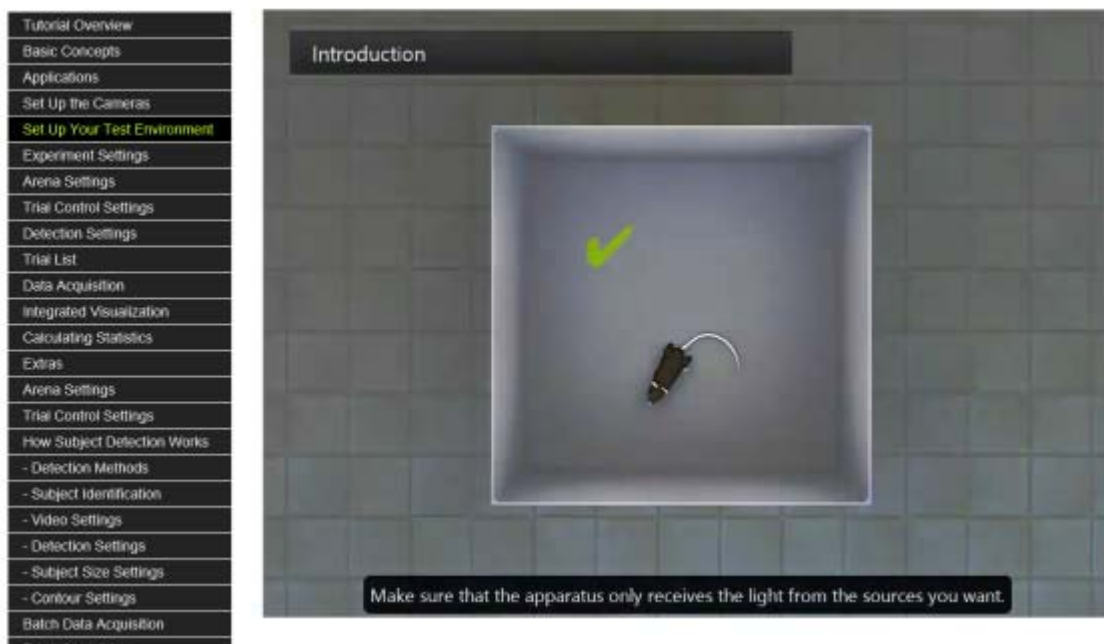 Tutorial Overview
Basic Concepts
Applications
Set Up the Cameras
Set Up Your Test Environment
Experiment Settings
Arena Settings
Trial Control Settings
Detection Settings
Trial List
Data Acquisition
Integrated Visualization
Calculating Statistics
Extras
Arena Settings
Trial Control Settings
How Subject Detection Works
- Detection Methods
- Subject Identification
- Video Settings
- Detection Settings
- Subject Size Settings
- Contour Settings
Batch Data Acquisition
Introduction
Make sure that the apparatus only receives the light from the sources you want.